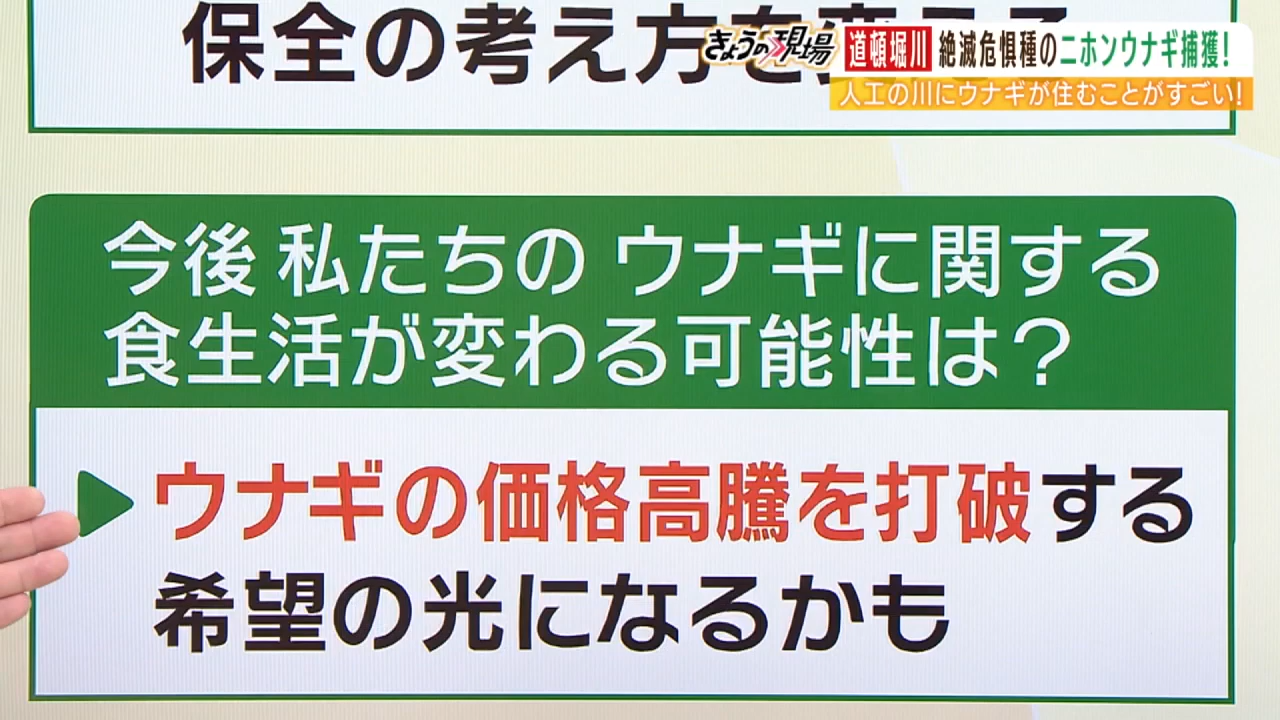 保全の考え方を変える
きょうの現場
道頓堀川 絶滅危惧種のニホンウナギ捕獲!
人工の川にウナギが住むことがすごい!
今後 私たちの ウナギに関する
食生活が変わる可能性は?
▶ウナギの価格高騰を打破する
希望の光になるかも